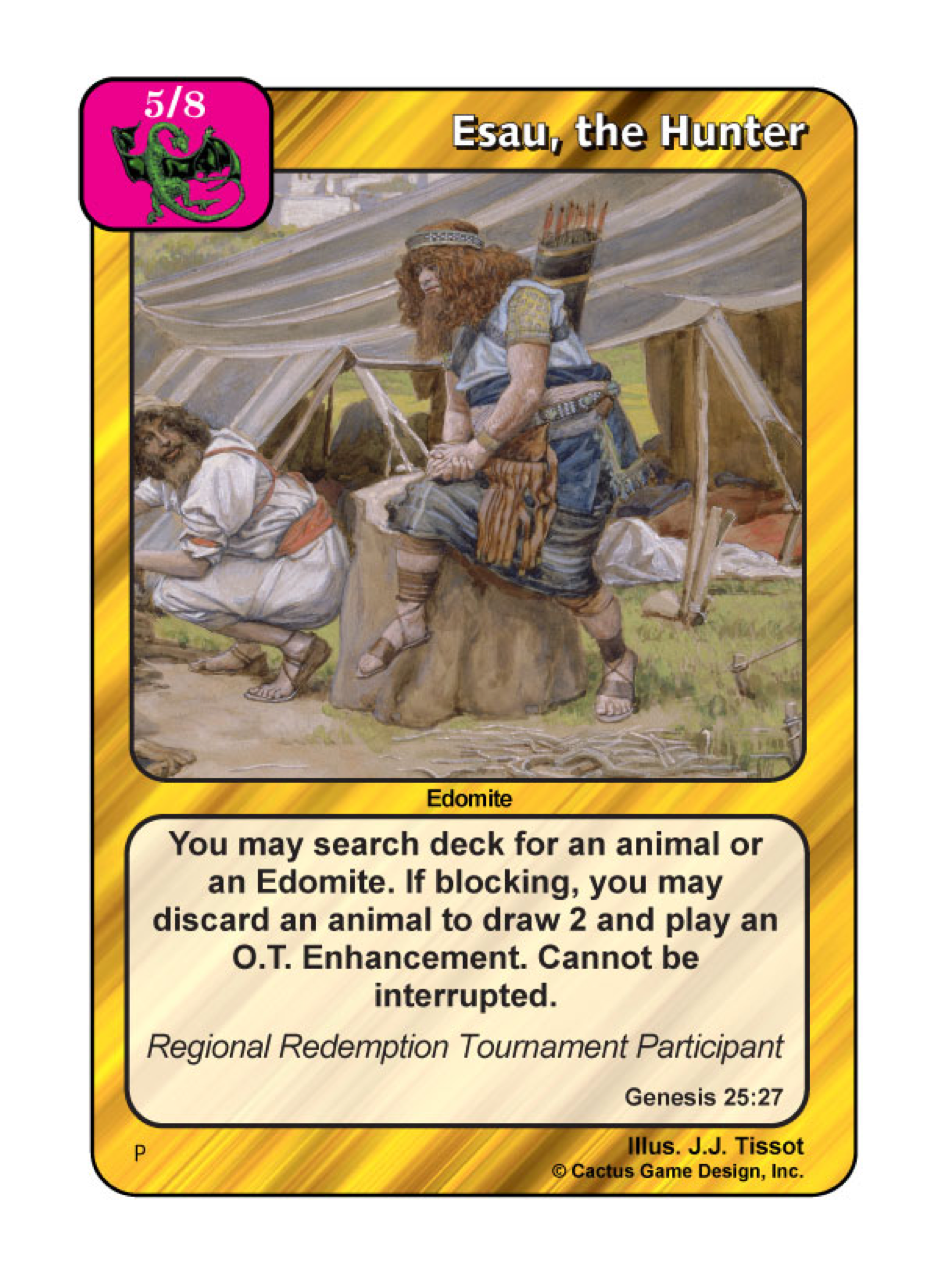 5/8
Esau, the Hunter
Edomite
You may search deck for an animal or
an Edomite. If blocking, you may
discard an animal to draw 2 and play an
O.T. Enhancement. Cannot be
interrupted.
Regional Redemption Tournament Participant
Genesis 25:27
P
Illus. J.J. Tissot
© Cactus Game Design, Inc.